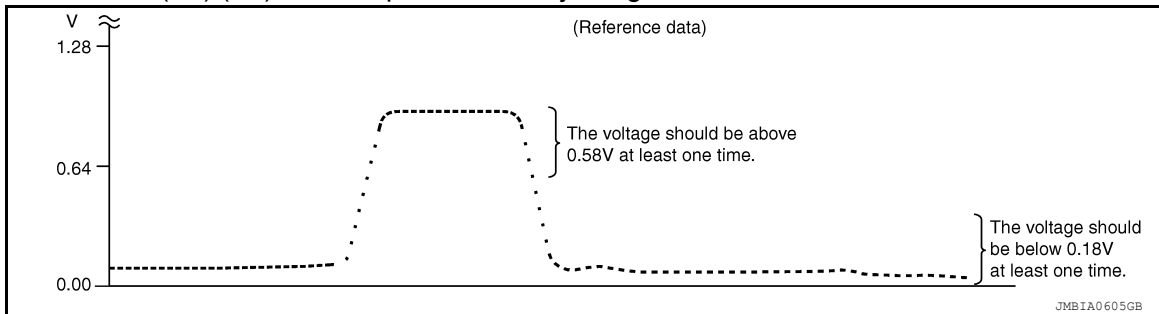 V
(Reference data)
1.28
The voltage should be above
0.58V at least one time.
0.64
The voltage should
be below 0.18V
at least one time.
0.00
JMBIA0605GB